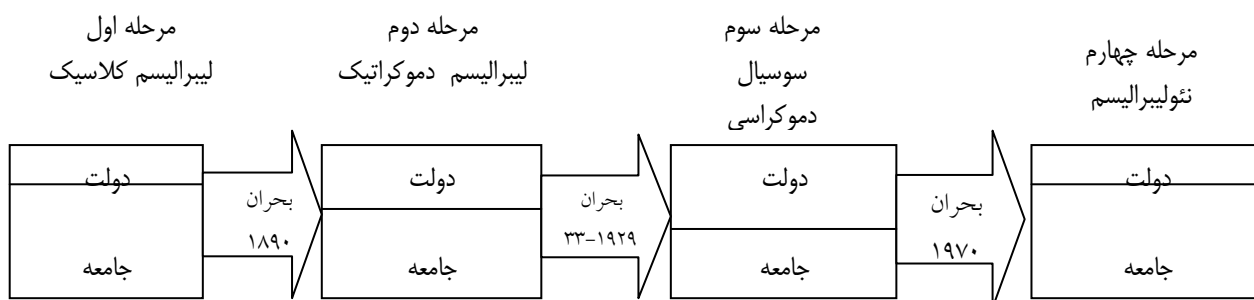 مرحله اول
لیبرالیسم کلاسیک
مرحله دوم
لیبرالیسم دموکراتیک
مرحله سوم
سوسیال
دموکراسی
مرحله چهارم
نئولیبرالیسم
دولت
جامعه
بحران
۱۸۹۰
دولت
جامعه
بحران
۱۹۲۹-۳۳
دولت
جامعه
بحران
۱۹۷۰
دولت
جامعه